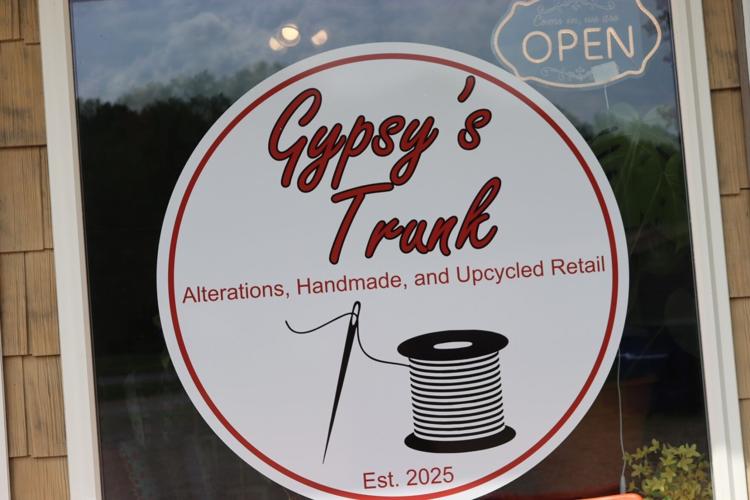 Come in, we are
OPEN
Gypsy's
Trunk
Alterations, Handmade, and Upcycled Retail
Est. 2025